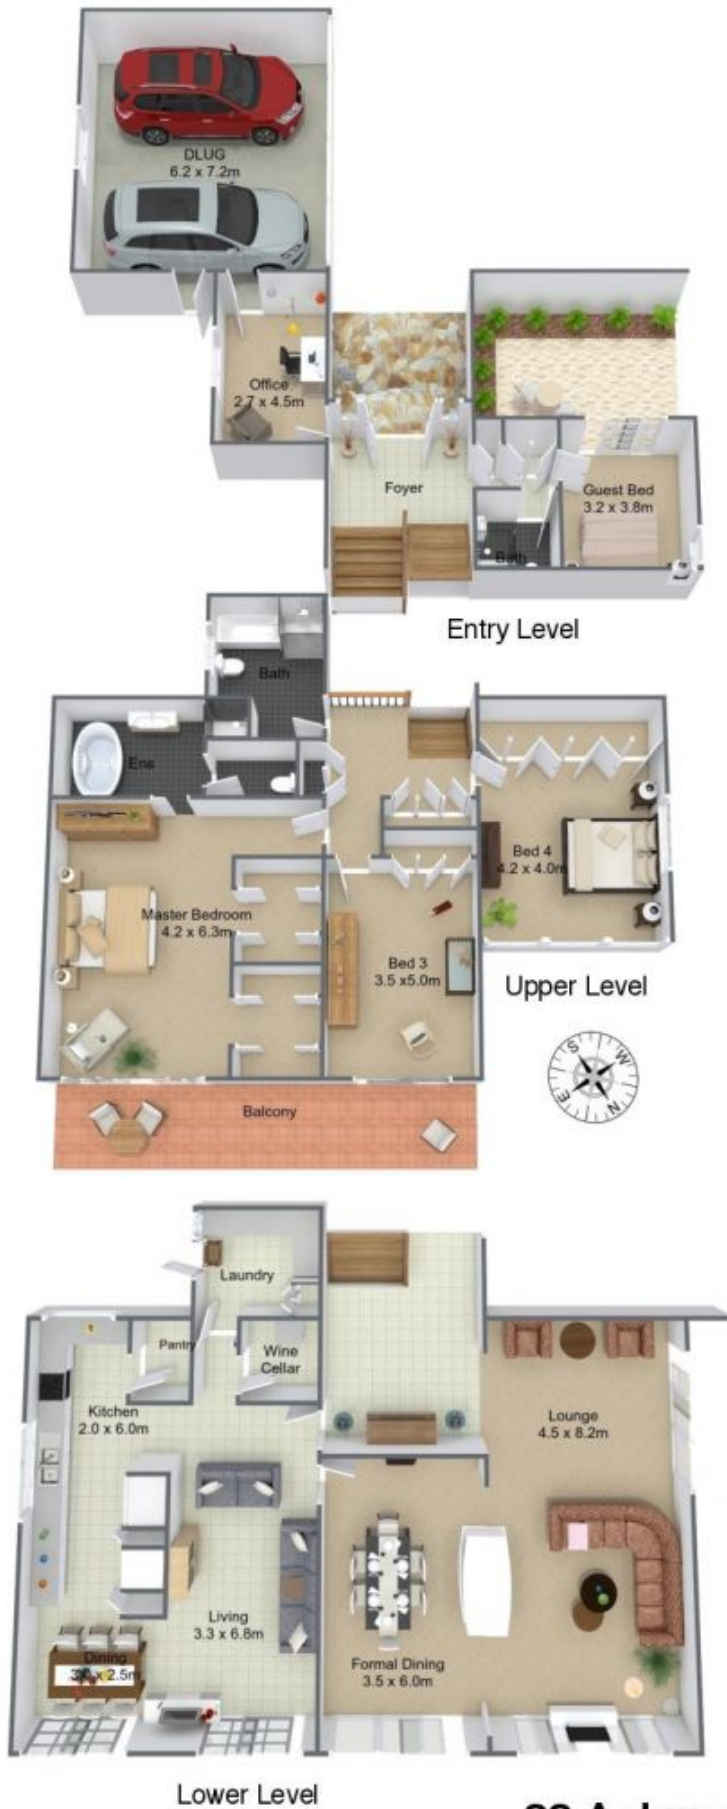 DLUG
6.2 x 7.2m
Office
2.7 x 4.5m
Foyer
Guest Bed
3.2 x 3.8m
Bath
Entry Level
Bath
Ens
Bed 4
4.2 x 4.0m
Master Bedroom
4.2 x 6.3m
Bed 3
3.5 x5.0m
Upper Level
S
W
E
N
Balcony
Laundry
Pantry
Wine
Cellar
Kitchen
2.0 x 6.0m
Lounge
4.5 x 8.2m
Living
3.3 x 6.8m
Dining
Formal Dining
3.5 x 6.0m
Lower Level